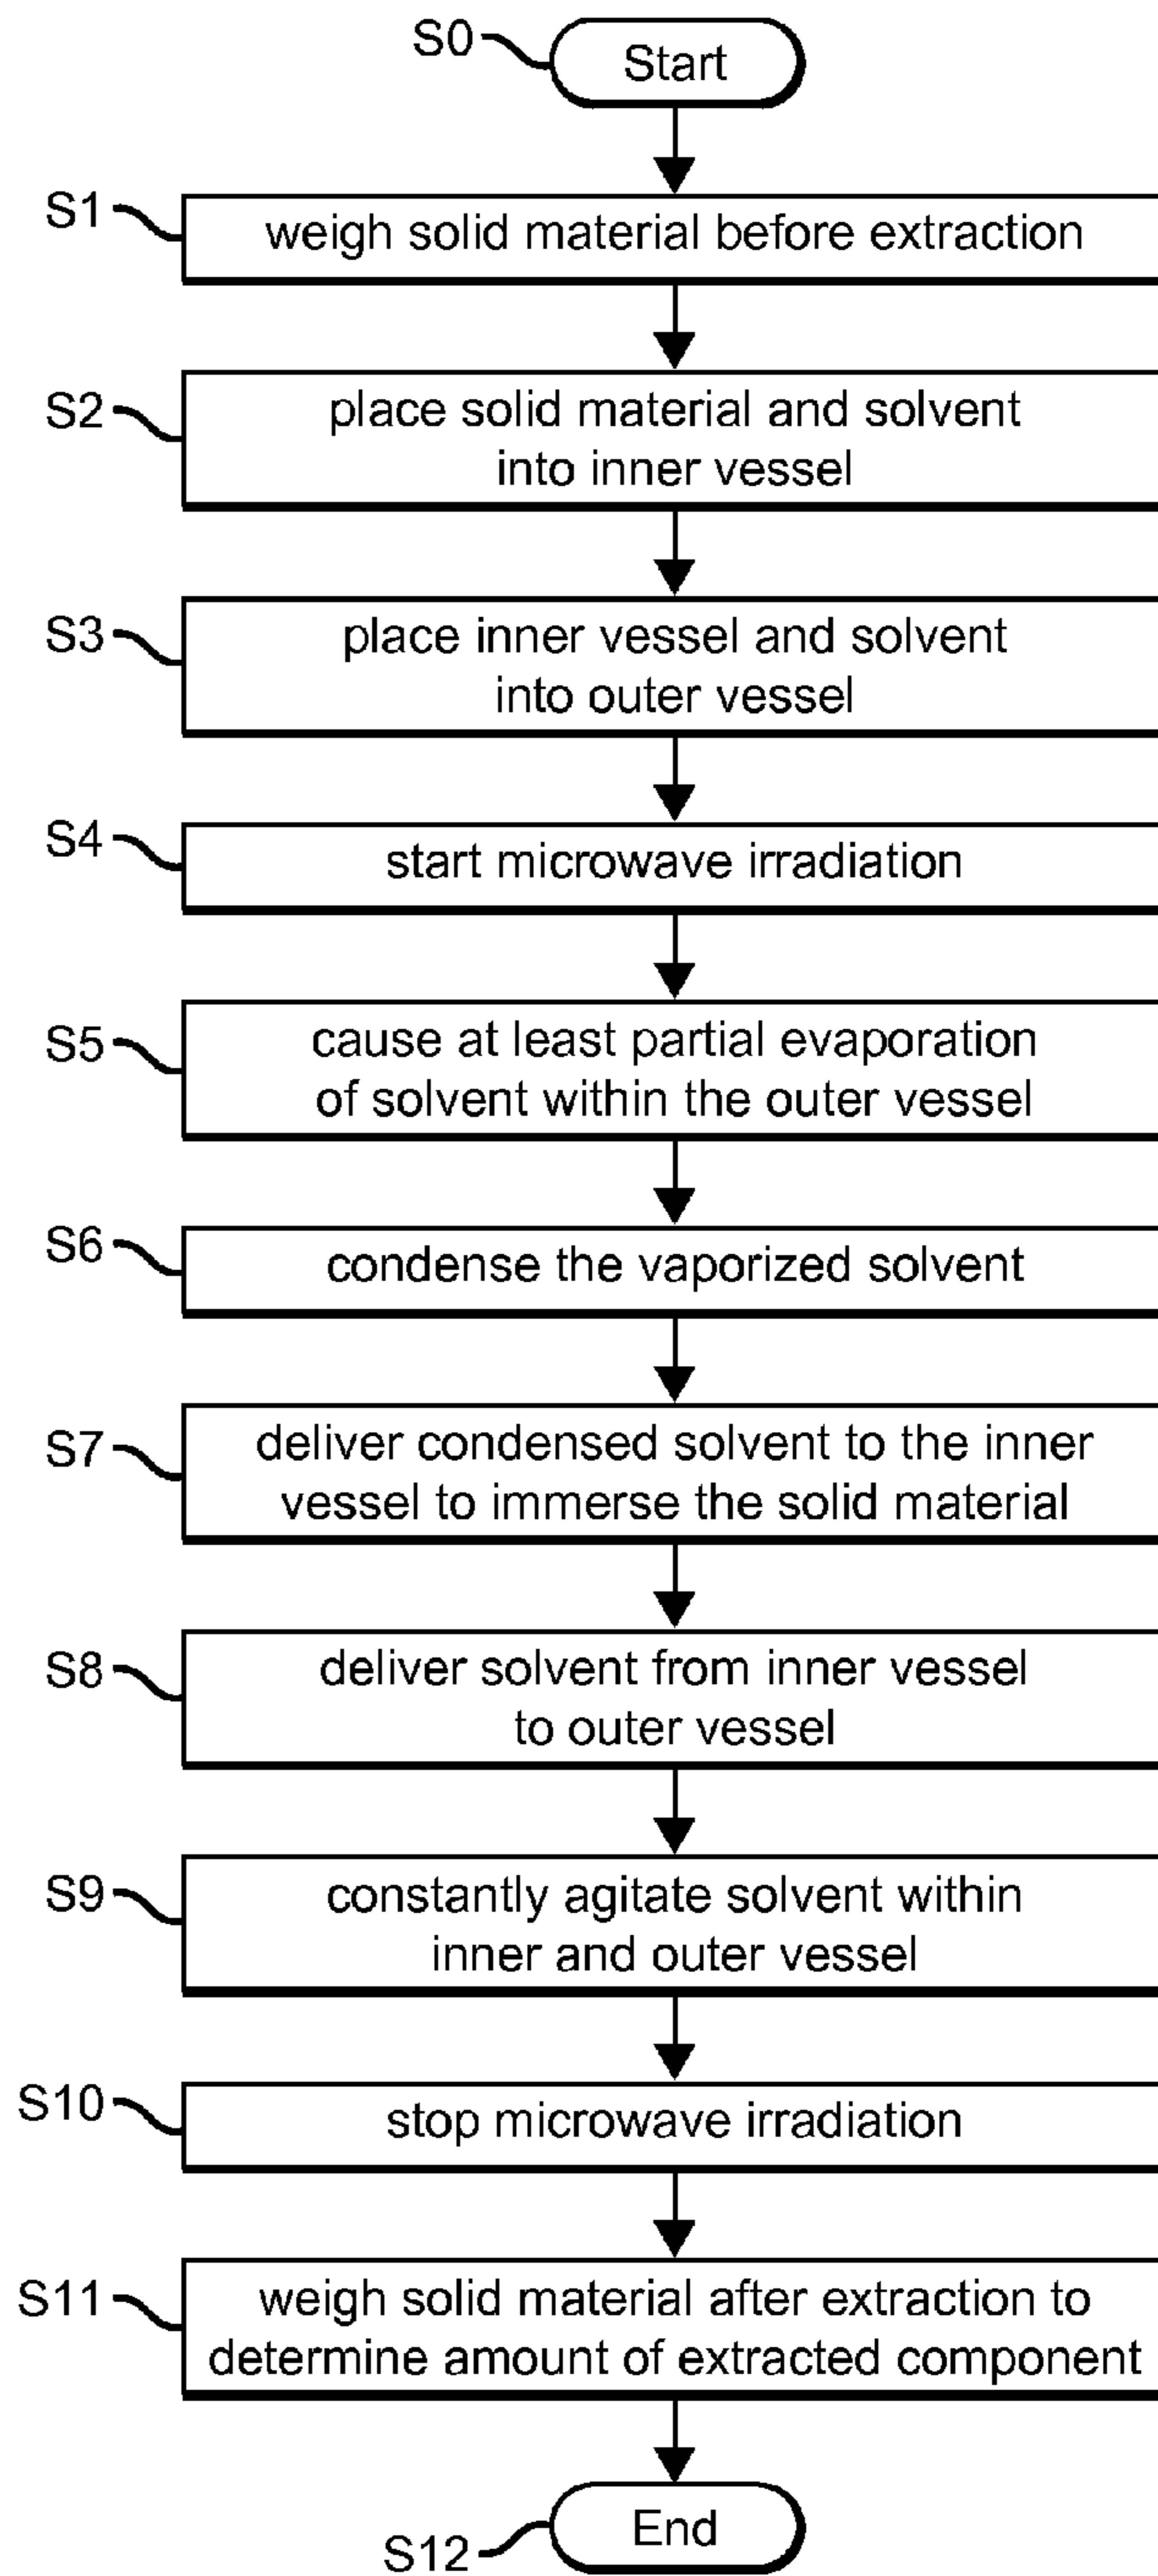 S0
Start
S1
weigh solid material before extraction
S2
place solid material and solvent
into inner vessel
S3
place inner vessel and solvent
into outer vessel
S4
start microwave irradiation
S5
cause at least partial evaporation
of solvent within the outer vessel
S6
condense the vaporized solvent
S7
deliver condensed solvent to the inner
vessel to immerse the solid material
S8
deliver solvent from inner vessel
to outer vessel
S9
constantly agitate solvent within
inner and outer vessel
S10
stop microwave irradiation
S11
weigh solid material after extraction to
determine amount of extracted component
End
S12